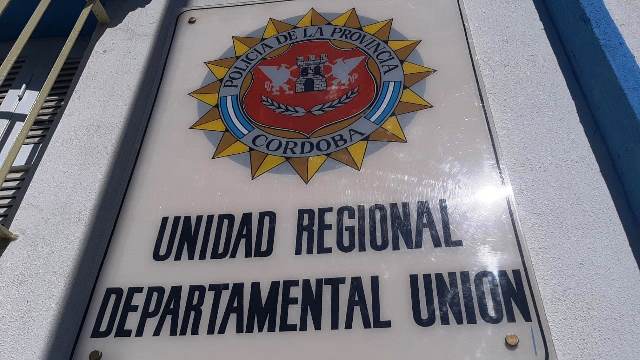 POLICIA DE LA PROVINCIA
CORDOBA
UNIDAD REGIONAL
DEPARTAMENTAL UNION